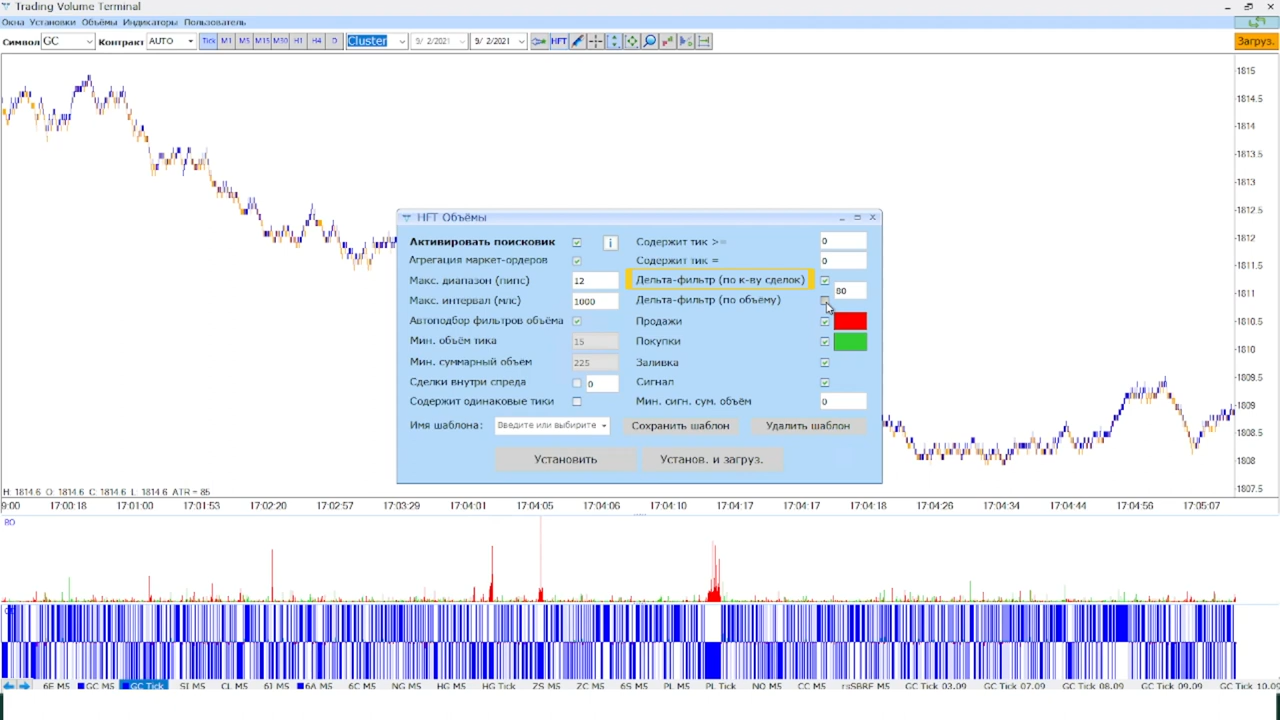 Trading Volume Terminal
Окна Установки Объёмы Индикаторы Пользователь
Символ GC Контракт AUTO Tick M1 M5 M15 M30 H1 H4 D Cluster 9/ 2/2021 5/ 2/2021 HFT Загруз.
1815
1814.5
1814
1813.5
1813
1812.5
1812
1811.5
1811
1810.5
1810
1809.5
1809
1808.5
1808
1807.5
HFT Объёмы
Активировать поисковик i Содержит тик >= 0
Агрегация маркет-ордеров Содержит тик = 0
Макс. диапазон (пипс) 12 Дельта-фильтр (по к-ву сделок)
80
Макс. интервал (млс) 1000 Дельта-фильтр (по объёму)
Автоподбор фильтров объёма Продажи
Мин. объём тика 15 Покупки
Мин. суммарный объем 225 Заливка
Сделки внутри спреда 0 Сигнал
Содержит одинаковые тики Мин. сигн. сум. объём 0
Имя шаблона: Введите или выбирите Сохранить шаблон Удалить шаблон
Установить Установ. и загруз.
H: 1814.6 O: 1814.6 C: 1814.6 L: 1814.6 ATR = 85
9:00 17:00:18 17:01:00 17:01:53 17:02:20 17:02:57 17:03:29 17:04:01 17:04:05 17:04:06 17:04:10 17:04:17 17:04:17 17:04:18 17:04:26 17:04:34 17:04:44 17:04:56 17:05:07
BO
6E M5 GC M5 GC Tick SI M5 CL M5 6J M5 6A M5 6C M5 NG M5 HG M5 HG Tick ZS M5 ZC M5 6S M5 PL M5 PL Tick NQ M5 CC M5 rsSBRF M5 GC Tick 03.09 GC Tick 07.09 GC Tick 08.09 GC Tick 09.09 GC Tick 10.09